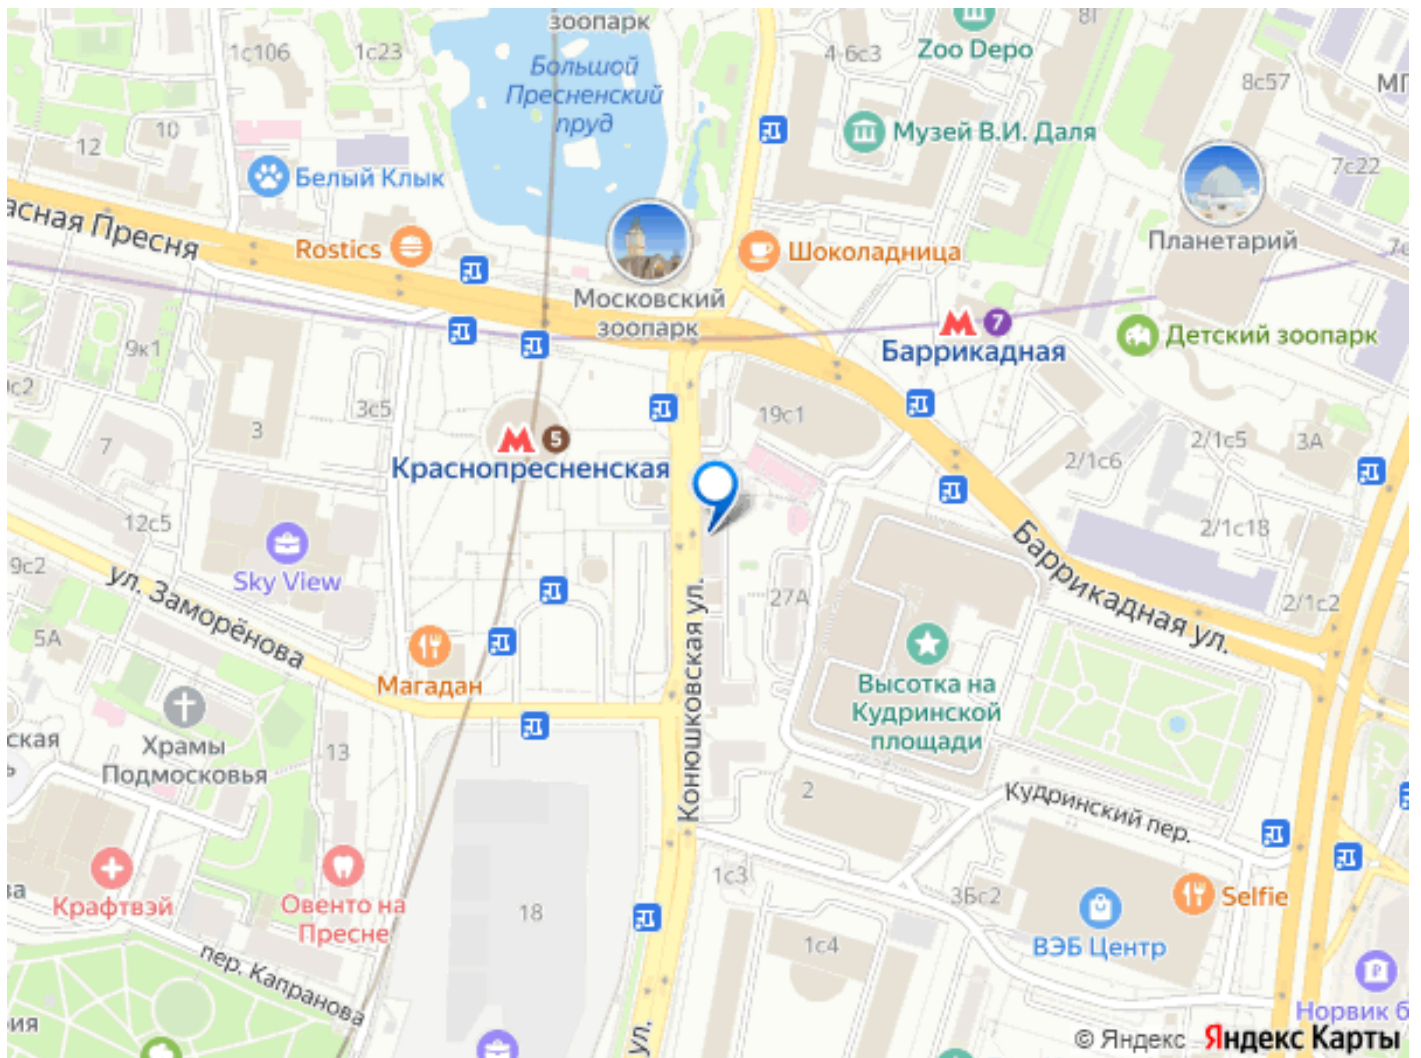 зоопарк
8Г
1с106
1с23
Большой
Пресненский
пруд
4-6с3
Zoo Depo
8с57
МГ
12
10
Музей В.И. Даля
7с22
Белый Клык
асная Пресня
Rostics
Шоколадница
Планетарий
Московский
зоопарк
7
Баррикадная
Детский зоопарк
9к1
3с5
19с1
7
3
5
Краснопресненская
2/1с5
3А
2/1с6
12с5
2/1с18
9с2
Sky View
ул. Заморёнова
Баррикадная ул.
27А
2/1с2
5А
Магадан
Конюшковская ул.
Высотка на
Кудринской
площади
ская
Храмы
Подмосковья
13
2
Кудринский пер.
Крафтвэй
Овенто на
Пресне
1с3
3Бс2
Selfie
18
1с4
ВЭБ Центр
пер. Капранова
Норвик б
ия
ул.
© Яндекс Яндекс Карты